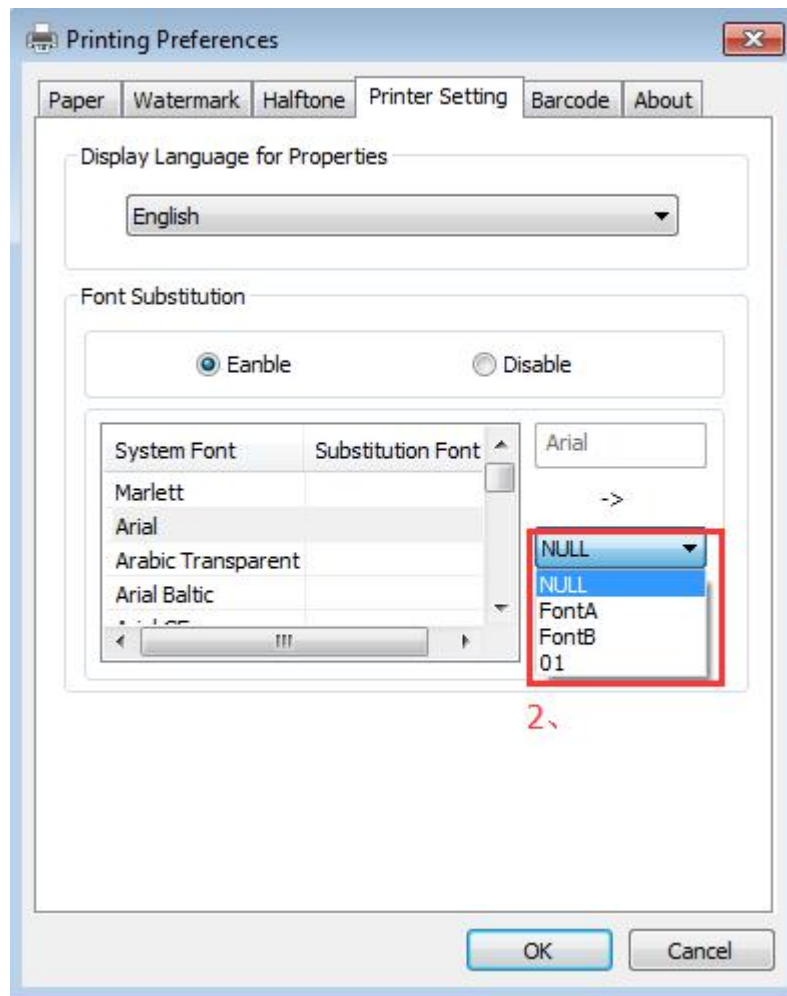 Printing Preferences
Paper Watermark Halftone Printer Setting Barcode About
Display Language for Properties
English
Font Substitution
Eanble Disable
System Font Substitution Font
Arial
Marlett
->
Arial
Arabic Transparent
NULL
Arial Baltic
NULL
FontA
FontB
01
2、
OK Cancel